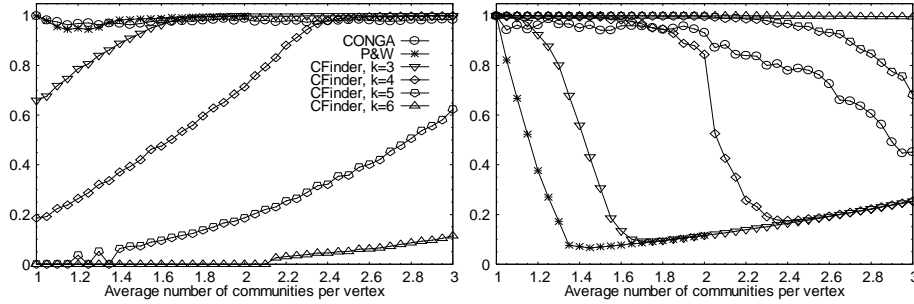 1
0.8
0.6
0.4
0.2
0
CONGA
P&W
CFinder, k=3
CFinder, k=4
CFinder, k=5
CFinder, k=6
1 1.2 1.4 1.6 1.8 2 2.2 2.4 2.6 2.8 3
Average number of communities per vertex
1
0.8
0.6
0.4
0.2
0
1 1.2 1.4 1.6 1.8 2 2.2 2.4 2.6 2.8 3
Average number of communities per vertex